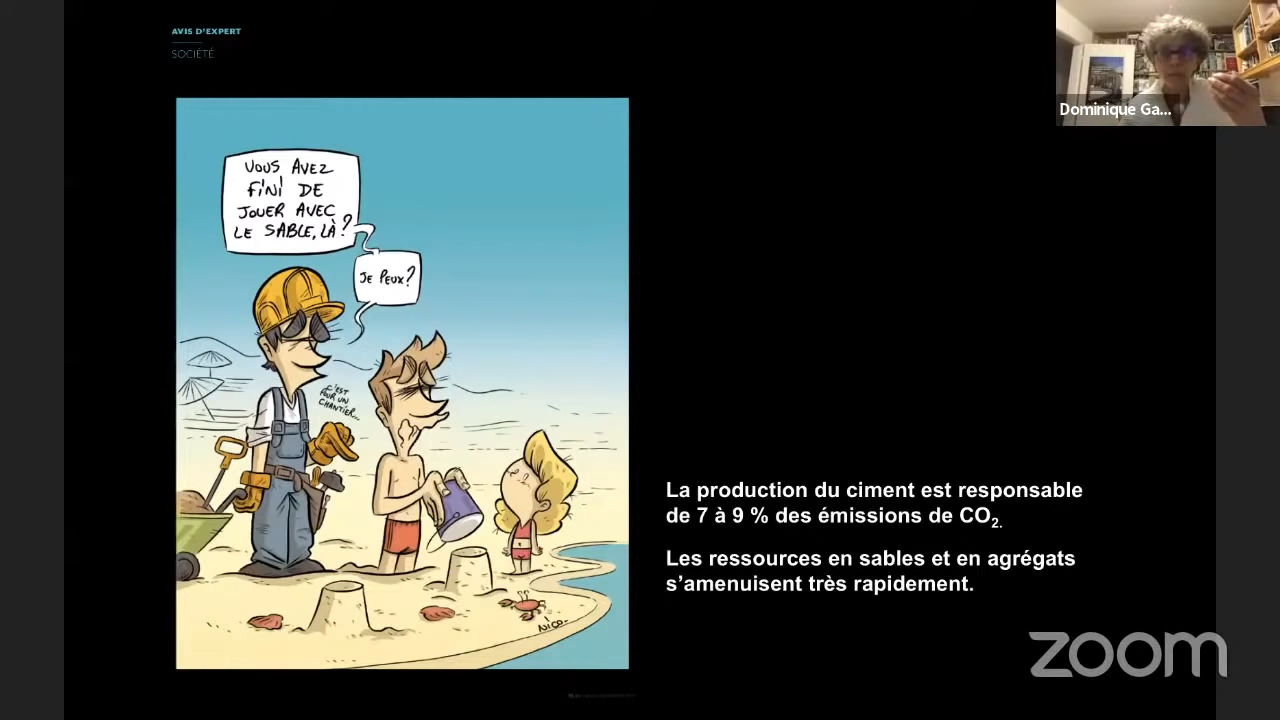 AVIS D'EXPERT
SOCIÉTÉ
Dominique Ga...
VOUS AVEZ
FINI DE
JOUER AVEC
LE SABLE, LÀ ?
JE PEUX ?
C'EST
POUR UN
CHANTIER...
NICO-
La production du ciment est responsable
de 7 à 9 % des émissions de CO2.
Les ressources en sables et en agrégats
s'amenuisent très rapidement.
zoom